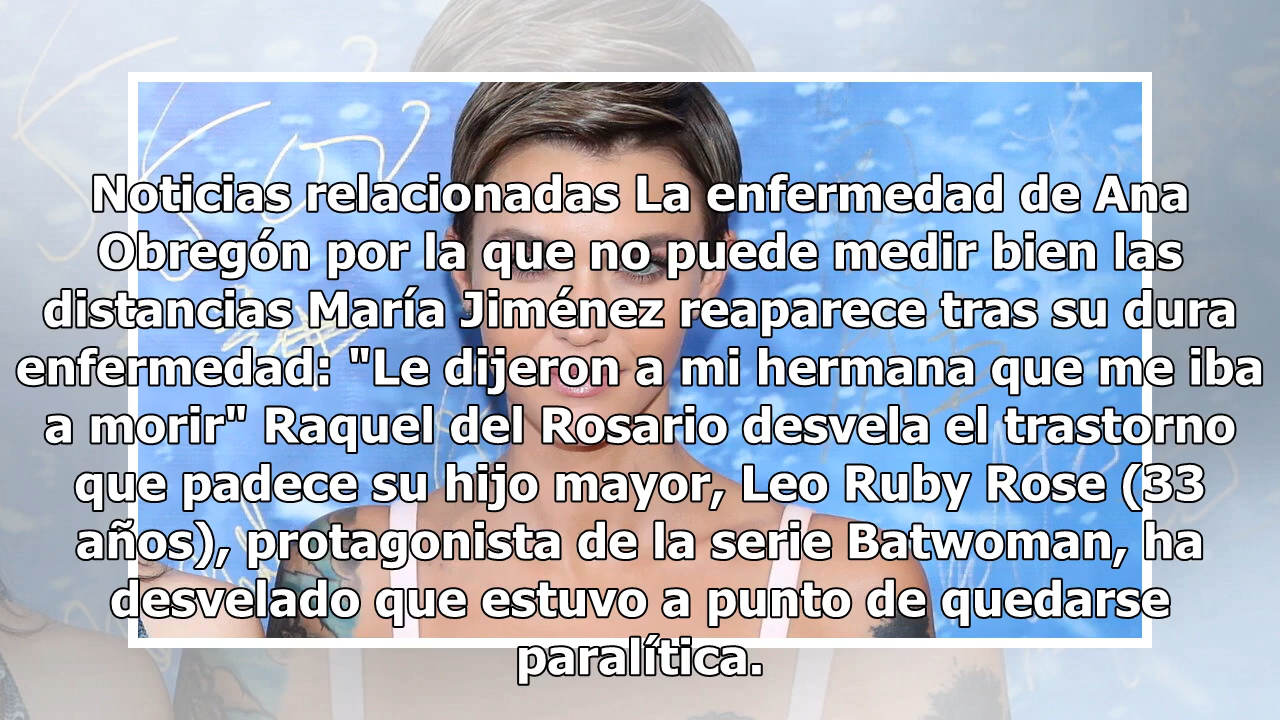 Noticias relacionadas La enfermedad de Ana
Obregón por la que no puede medir bien las
distancias María Jiménez reaparece tras su dura
enfermedad: "Le dijeron a mi hermana que me iba
a morir" Raquel del Rosario desvela el trastorno
que padece su hijo mayor, Leo Ruby Rose (33
años), protagonista de la serie Batwoman, ha
desvelado que estuvo a punto de quedarse
paralítica.